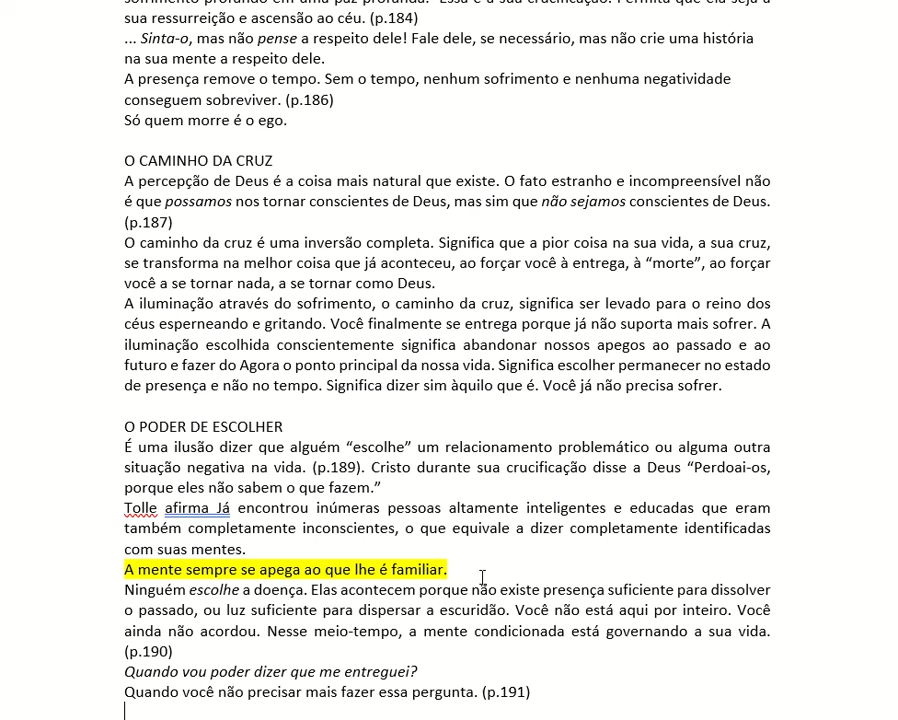 sofrimento profundo em uma paz profunda. Essa é a sua crucificação. Permita que ela seja a
sua ressurreição e ascensão ao céu. (p.184)
... Sinta-o, mas não pense a respeito dele! Fale dele, se necessário, mas não crie uma história
na sua mente a respeito dele.
A presença remove o tempo. Sem o tempo, nenhum sofrimento e nenhuma negatividade
conseguem sobreviver. (p.186)
Só quem morre é o ego.
O CAMINHO DA CRUZ
A percepção de Deus é a coisa mais natural que existe. O fato estranho e incompreensível não
é que possamos nos tornar conscientes de Deus, mas sim que não sejamos conscientes de Deus.
(p.187)
O caminho da cruz é uma inversão completa. Significa que a pior coisa na sua vida, a sua cruz,
se transforma na melhor coisa que já aconteceu, ao forçar você à entrega, à “morte”, ao forçar
você a se tornar nada, a se tornar como Deus.
A iluminação através do sofrimento, o caminho da cruz, significa ser levado para o reino dos
céus esperneando e gritando. Você finalmente se entrega porque já não suporta mais sofrer. A
iluminação escolhida conscientemente significa abandonar nossos apegos ao passado e ao
futuro e fazer do Agora o ponto principal da nossa vida. Significa escolher permanecer no estado
de presença e não no tempo. Significa dizer sim àquilo que é. Você já não precisa sofrer.
O PODER DE ESCOLHER
É uma ilusão dizer que alguém “escolhe” um relacionamento problemático ou alguma outra
situação negativa na vida. (p.189). Cristo durante sua crucificação disse a Deus “Perdoai-os,
porque eles não sabem o que fazem.”
Tolle afirma Já encontrou inúmeras pessoas altamente inteligentes e educadas que eram
também completamente inconscientes, o que equivale a dizer completamente identificadas
com suas mentes.
A mente sempre se apega ao que lhe é familiar.
Ninguém escolhe a doença. Elas acontecem porque não existe presença suficiente para dissolver
o passado, ou luz suficiente para dispersar a escuridão. Você não está aqui por inteiro. Você
ainda não acordou. Nesse meio-tempo, a mente condicionada está governando a sua vida.
(p.190)
Quando vou poder dizer que me entreguei?
Quando você não precisar mais fazer essa pergunta. (p.191)